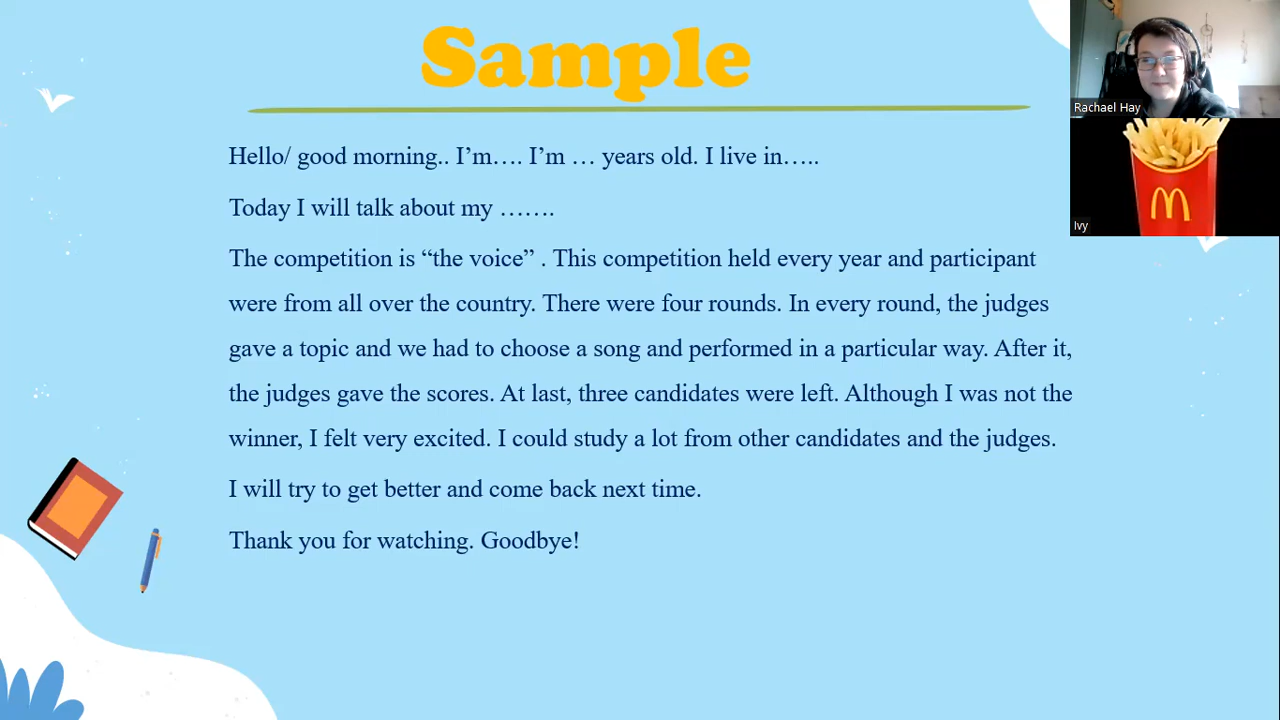 Sample
Hello/ good morning.. I’m…. I’m … years old. I live in…..
Today I will talk about my …….
The competition is “the voice” . This competition held every year and participant
were from all over the country. There were four rounds. In every round, the judges
gave a topic and we had to choose a song and performed in a particular way. After it,
the judges gave the scores. At last, three candidates were left. Although I was not the
winner, I felt very excited. I could study a lot from other candidates and the judges.
I will try to get better and come back next time.
Thank you for watching. Goodbye!
Rachael Hay
Ivy